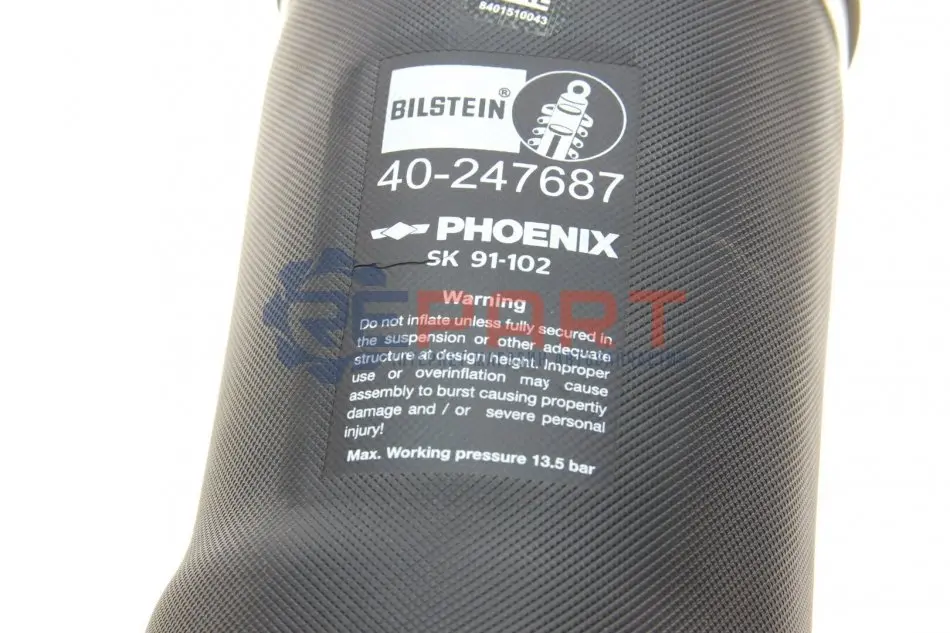 8401510043
BILSTEIN®
40-247687
PHOENIX
SK 91-102
Warning
Do not inflate unless fully secured in
the suspension or other adequate
structure at design height. Improper
use or overinflation may cause
assembly to burst causing propertiy
damage and / or severe personal
injury!
Max. Working pressure 13.5 bar
PART